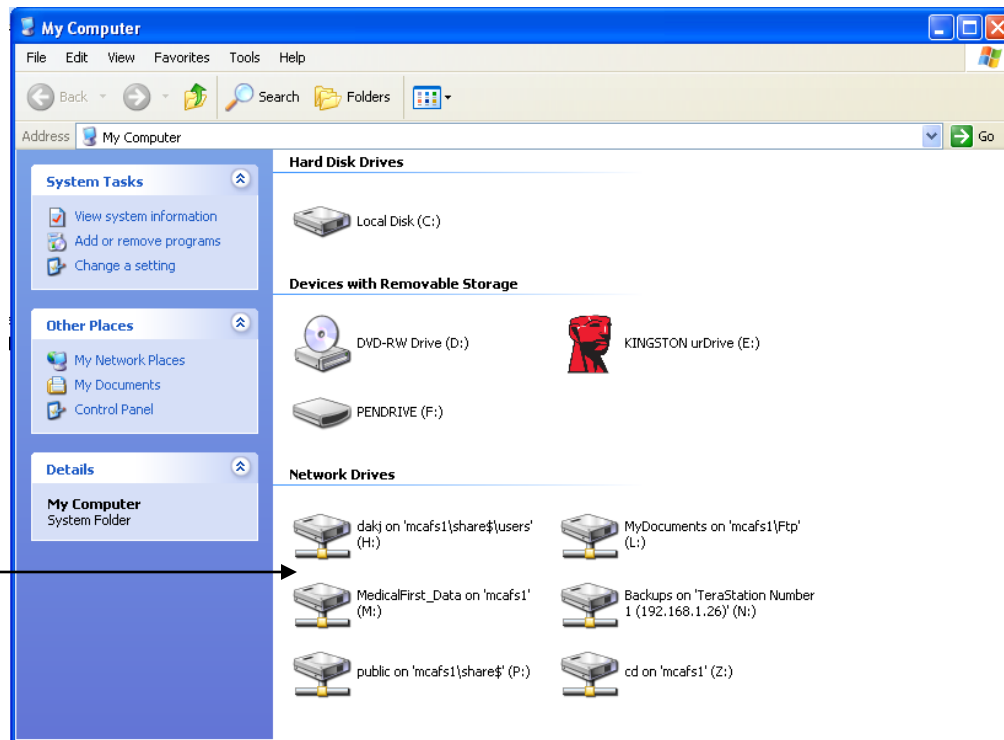 My Computer
File Edit View Favorites Tools Help
Back Search Folders
Address My Computer Go
System Tasks
View system information
Add or remove programs
Change a setting
Other Places
My Network Places
My Documents
Control Panel
Details
My Computer
System Folder
Hard Disk Drives
Local Disk (C:)
Devices with Removable Storage
DVD-RW Drive (D:)
KINGSTON urDrive (E:)
PENDRIVE (F:)
Network Drives
dakj on 'mcafs1\share$\users'
(H:)
MyDocuments on 'mcafs1\Ftp'
(L:)
MedicalFirst_Data on 'mcafs1'
(M:)
Backups on 'TeraStation Number
1 (192.168.1.26)' (N:)
public on 'mcafs1\share$' (P:)
cd on 'mcafs1' (Z:)